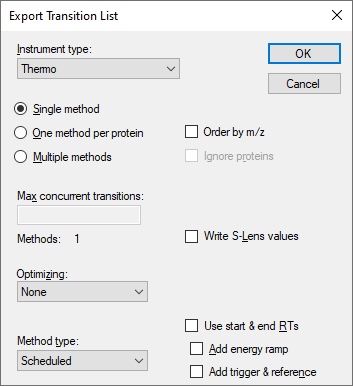 Export Transition List
Instrument type:
Thermo
OK
Cancel
Single method
One method per protein
Multiple methods
Order by m/z
Ignore proteins
Max concurrent transitions:
Methods: 1
Write S-Lens values
Optimizing:
None
Method type:
Scheduled
Use start & end RTs
Add energy ramp
Add trigger & reference